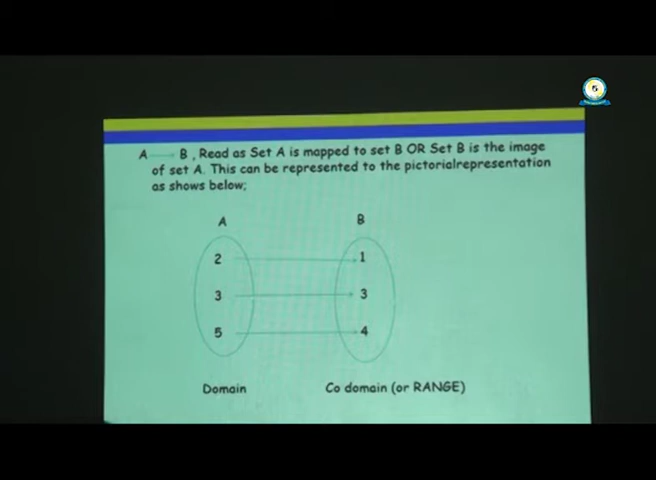 A → B , Read as Set A is mapped to set B OR Set B is the image
of set A. This can be represented to the pictorialrepresentation
as shows below;
A B
2 1
3 3
5 4
Domain Co domain (or RANGE)